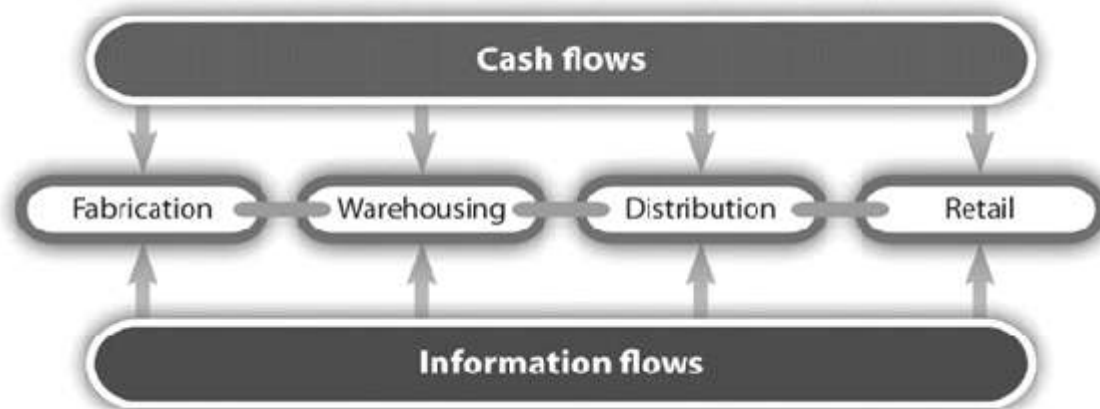 Cash flows
Fabrication Warehousing Distribution Retail
Information flows